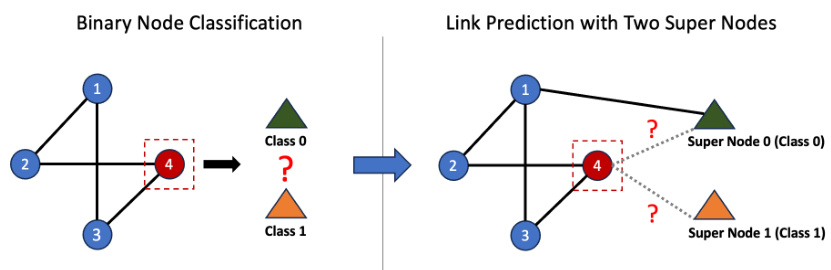 Binary Node Classification
1
2
4
3
Class 0
?
Class 1
Link Prediction with Two Super Nodes
1
2
4
3
?
Super Node 0 (Class 0)
?
Super Node 1 (Class 1)